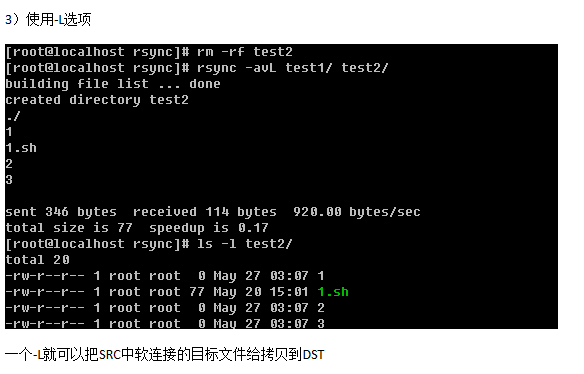 3）使用-L选项
[root@localhost rsync]# rm -rf test2
[root@localhost rsync]# rsync -avL test1/ test2/
building file list ... done
created directory test2
./
1
1.sh
2
3
sent 346 bytes  received 114 bytes  920.00 bytes/sec
total size is 77  speedup is 0.17
[root@localhost rsync]# ls -l test2/
total 20
-rw-r--r-- 1 root root  0 May 27 03:07 1
-rw-r--r-- 1 root root 77 May 20 15:01 1.sh
-rw-r--r-- 1 root root  0 May 27 03:07 2
-rw-r--r-- 1 root root  0 May 27 03:07 3
一个-L就可以把SRC中软连接的目标文件给拷贝到DST